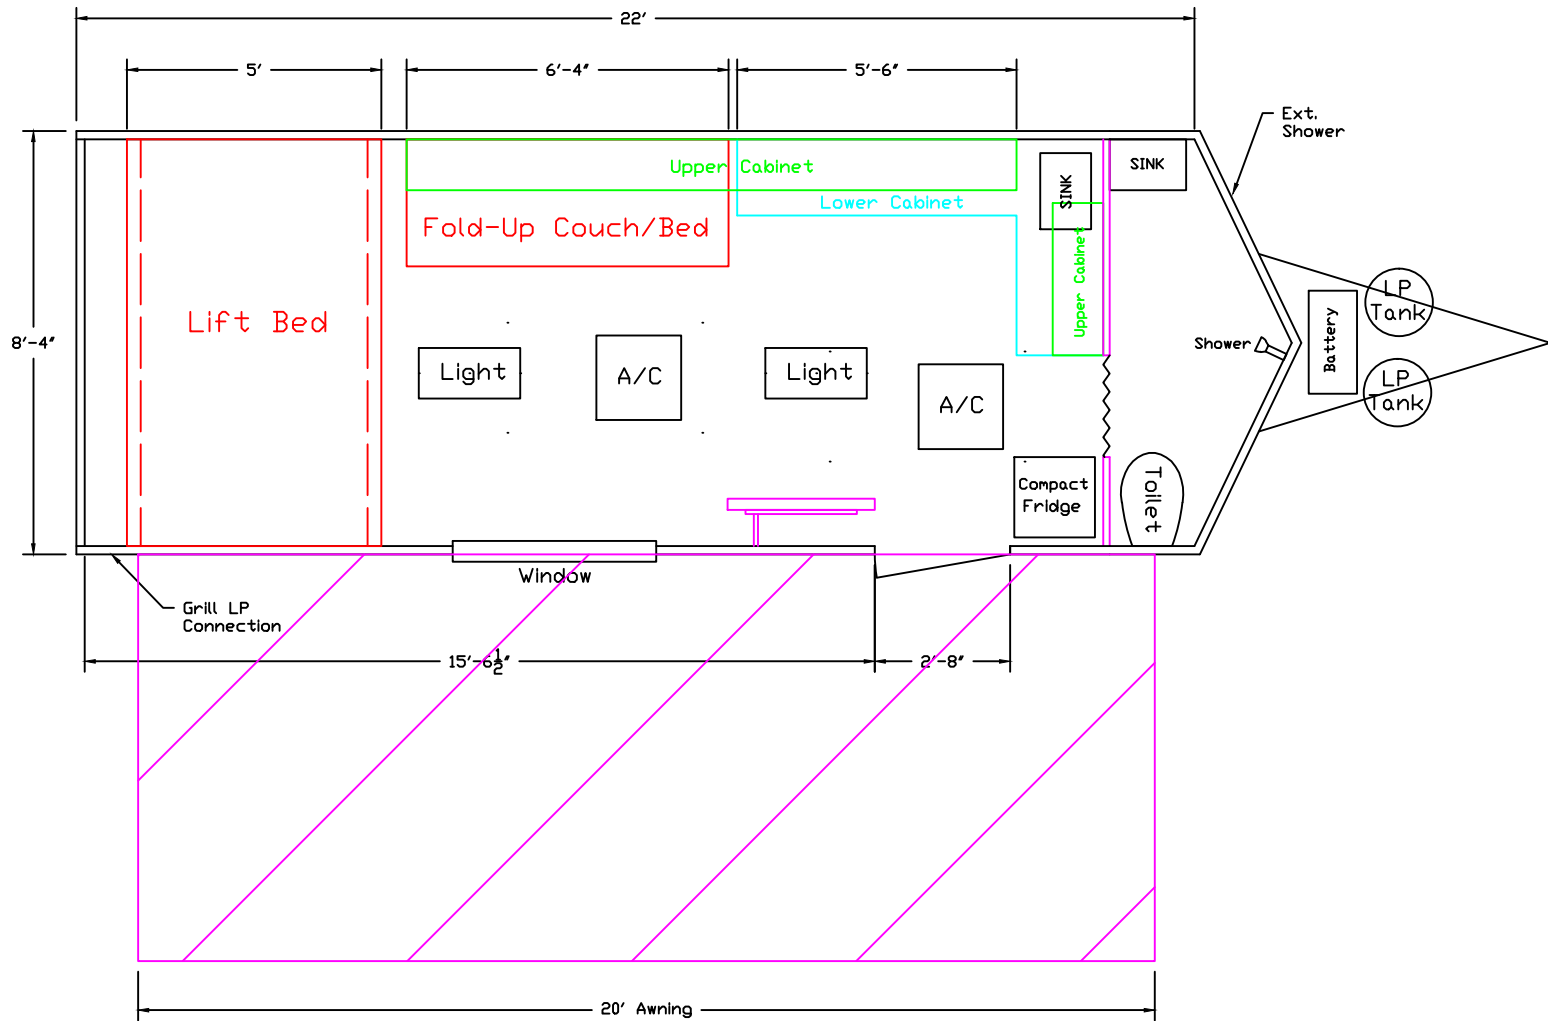 22'
5'
6'-4"
5'-6"
Ext.
Shower
Upper Cabinet
SINK
SINK
Lower Cabinet
Fold-Up Couch/Bed
Upper Cabinet
Lift Bed
LP
Tank
8'-4"
Shower
Battery
Light
A/C
Light
A/C
LP
Tank
Compact
Fridge
Toilet
Window
Grill LP
Connection
15'-6½"
2'-8"
20' Awning